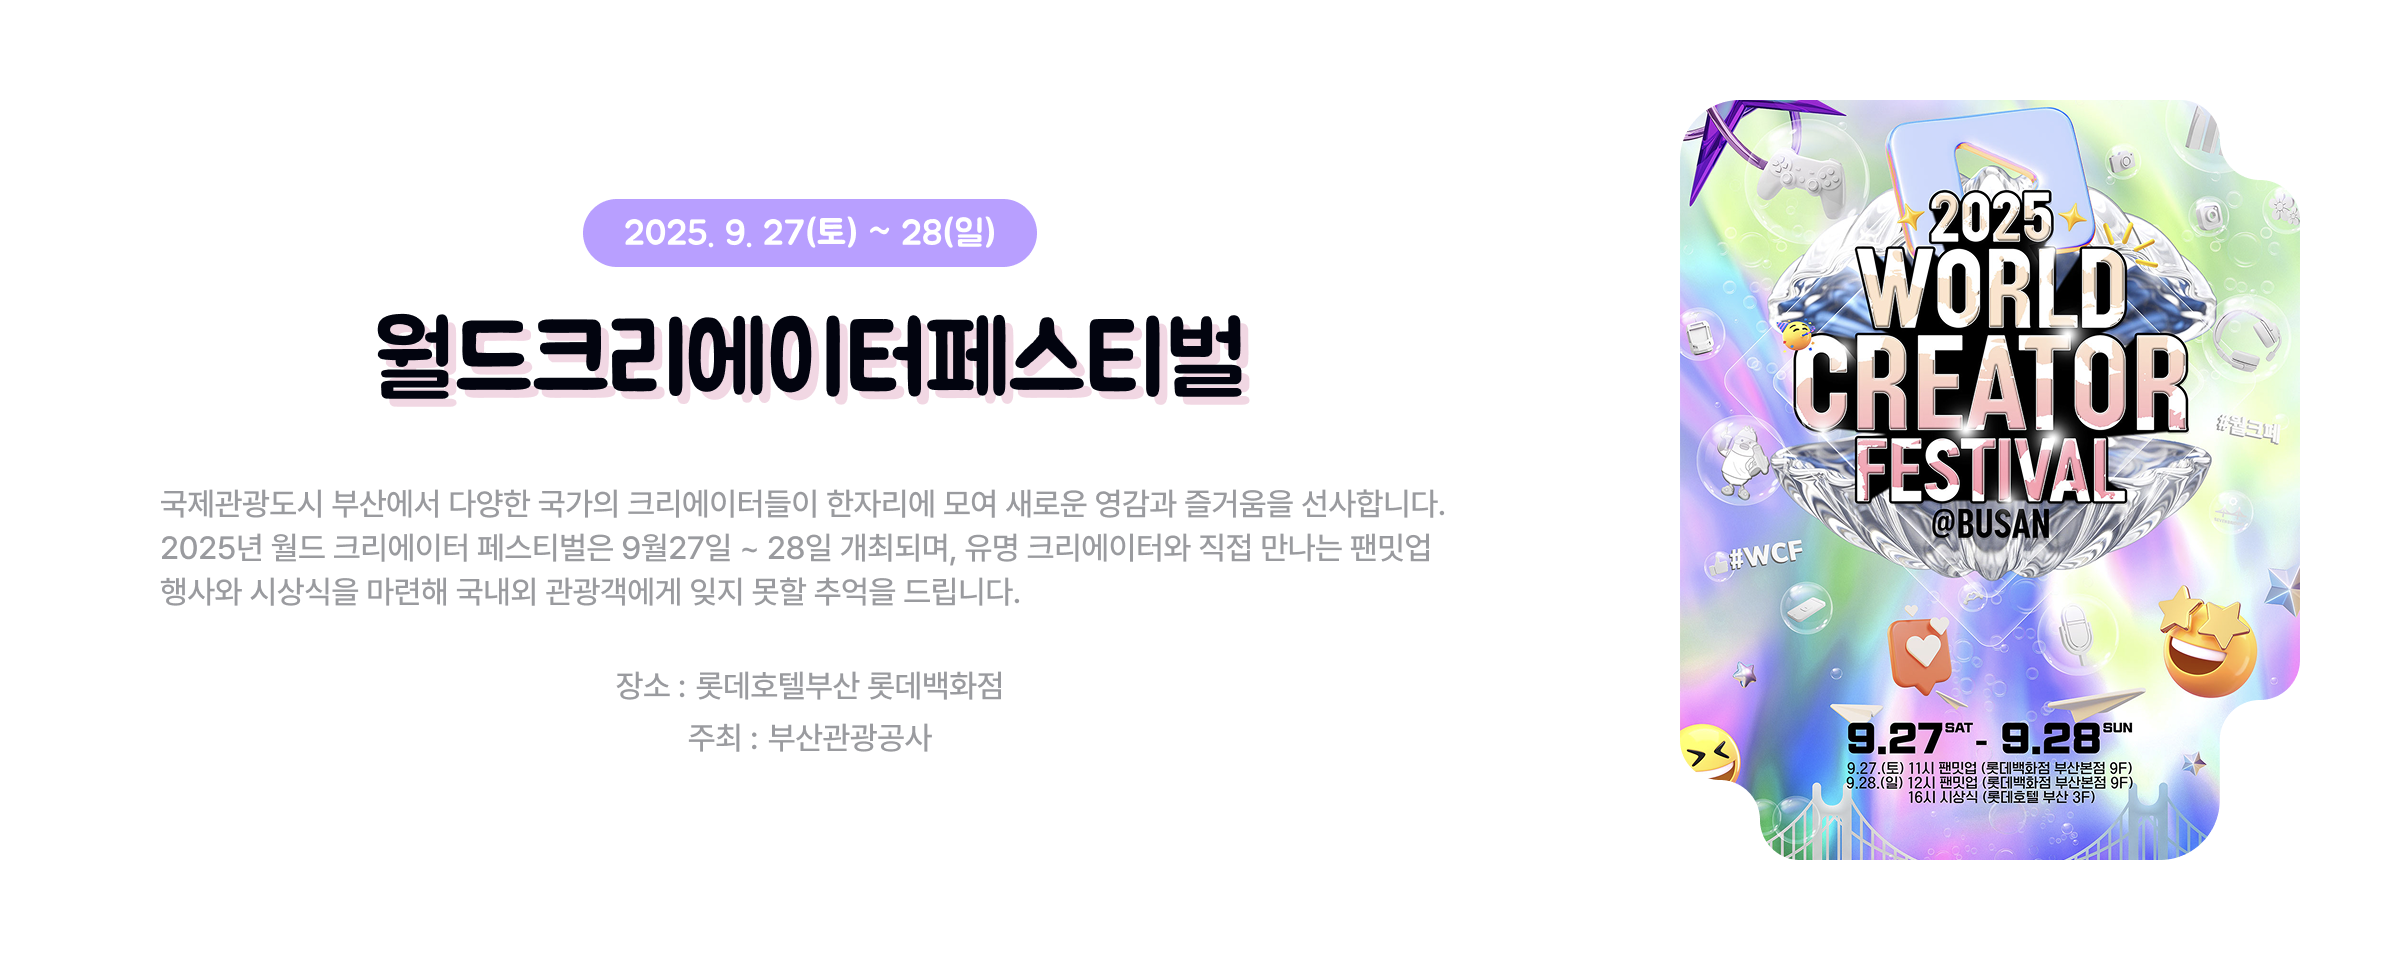 2025. 9. 27(토) ~ 28(일)
월드크리에이터페스티벌
국제관광도시 부산에서 다양한 국가의 크리에이터들이 한자리에 모여 새로운 영감과 즐거움을 선사합니다.
2025년 월드 크리에이터 페스티벌은 9월27일 ~ 28일 개최되며, 유명 크리에이터와 직접 만나는 팬밋업
행사와 시상식을 마련해 국내외 관광객에게 잊지 못할 추억을 드립니다.
장소 : 롯데호텔부산 롯데백화점
주최 : 부산관광공사
2025
WORLD
CREATOR
FESTIVAL
@BUSAN
#월크페
#WCF
9.27SAT - 9.28SUN
9.27.(토) 11시 팬밋업 (롯데백화점 부산본점 9F)
9.28.(일) 12시 팬밋업 (롯데백화점 부산본점 9F)
16시 시상식 (롯데호텔 부산 3F)